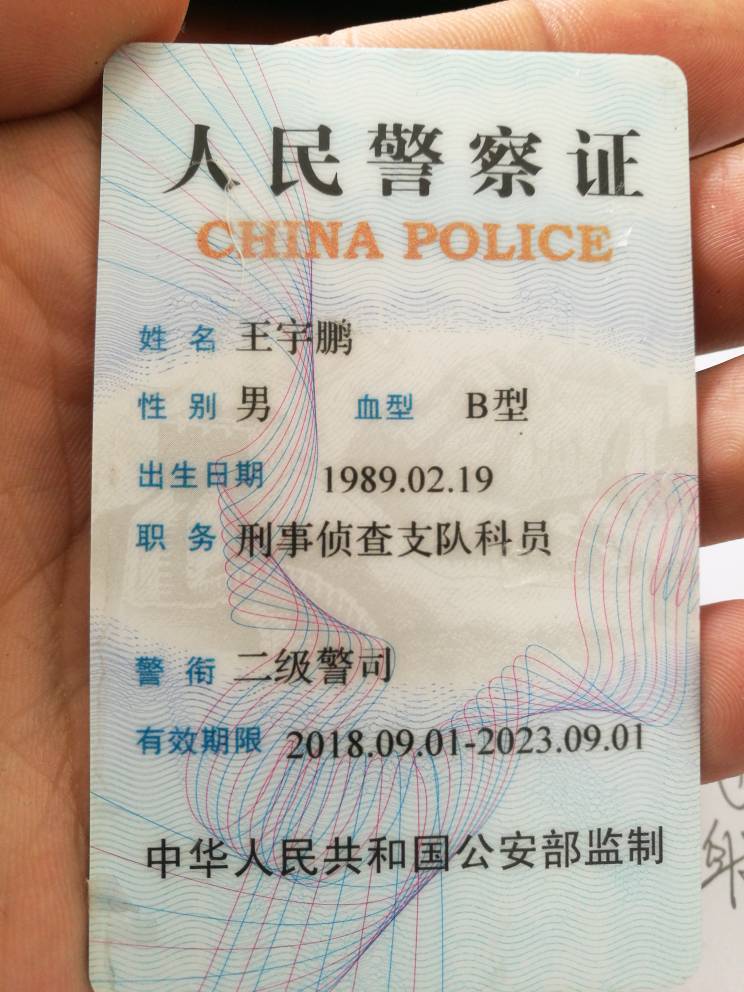 人民警察证
CHINA POLICE
姓名 王宇鹏
性别 男 血型 B型
出生日期 1989.02.19
职务 刑事侦查支队科员
警衔 二级警司
有效期限 2018.09.01-2023.09.01
中华人民共和国公安部监制